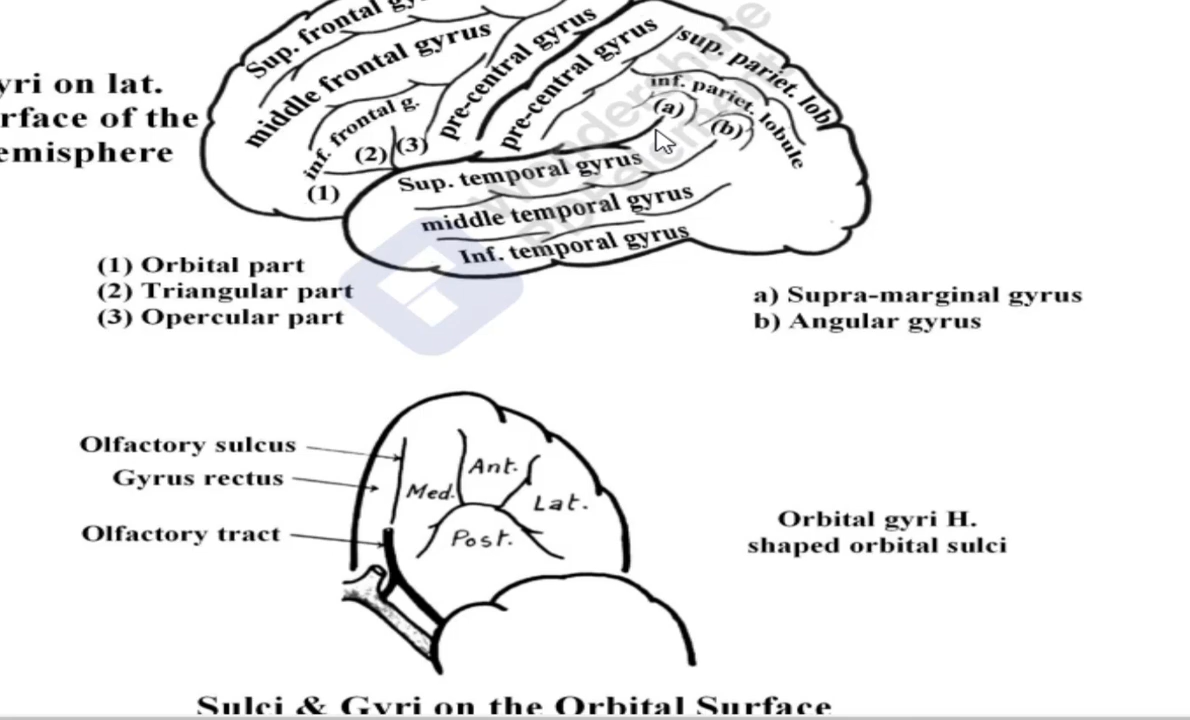 Sup. frontal gy
middle frontal gyrus
inf. frontal g.
pre-central gyrus
pre-central gyrus
sup. pariet. lob
inf. pariet. lobule
(a)
(b)
(2)
(3)
(1)
yri on lat.
rface of the
emisphere
Sup. temporal gyrus
middle temporal gyrus
Inf. temporal gyrus
(1) Orbital part
(2) Triangular part
(3) Opercular part
a) Supra-marginal gyrus
b) Angular gyrus
Olfactory sulcus
Gyrus rectus
Olfactory tract
Ant.
Med.
Lat.
Post.
Orbital gyri H.
shaped orbital sulci
Sulci & Gyri on the Orbital Surface